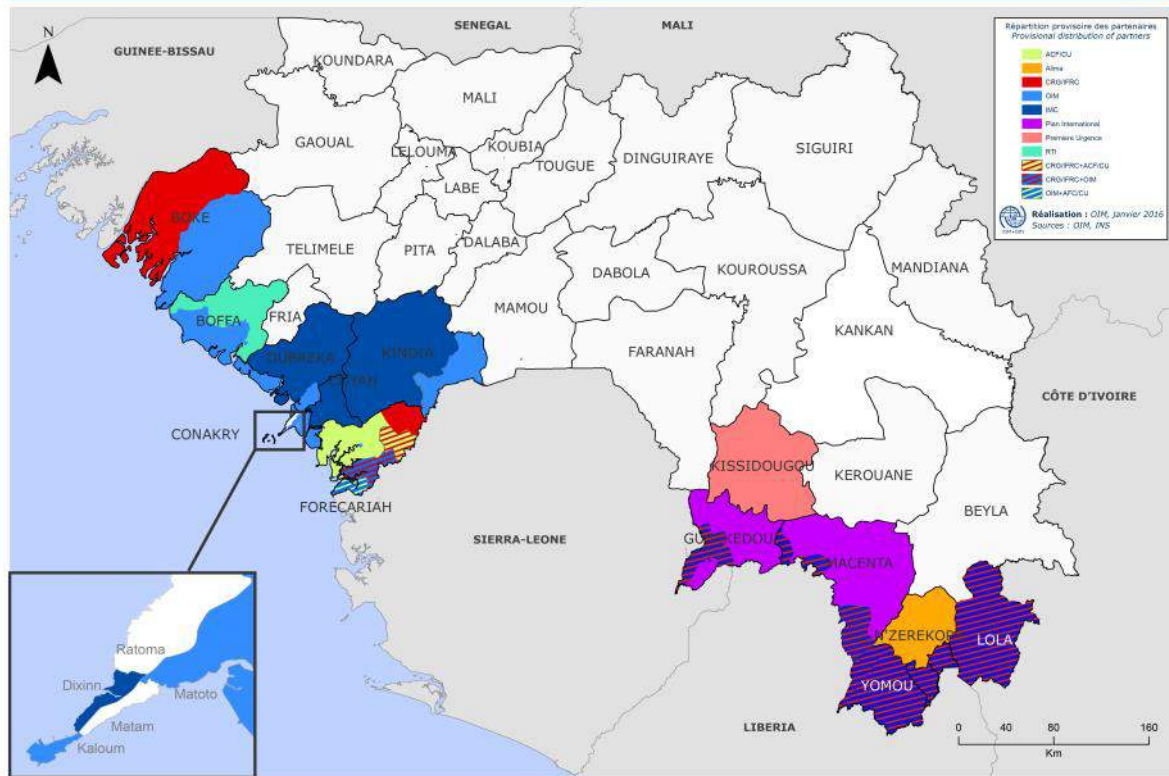 N
SENEGAL
MALI
GUINEE-BISSAU
Répartition provisoire des partenaires
Provisional distribution of partners
ACF/CU
Alima
CRG/IFRC
OIM
IMC
Plan International
Première Urgence
RTI
CRG/IFRC+ACF/CU
CRG/IFRC+OIM
OIM+AFC/CU
Réalisation : OIM, Janvier 2016
Sources : OIM, INS
KOUNDARA
MALI
GAOUAL
LELOUMA
KOUBIA
TOUGUE
DINGUIRAYE
SIGUIRI
LABE
BOKE
TELIMELE
PITA
DALABA
DABOLA
KOUROUSSA
MANDIANA
BOFFA
FRIA
MAMOU
KANKAN
DUBREKA
KINDIA
FARANAH
CÔTE D'IVOIRE
CONAKRY
KISSIDOUGOU
KEROUANE
FORECARIAH
BEYLA
SIERRA-LEONE
MACENTA
LOLA
YOMOU
LIBERIA
0 40 80 160
Km
Ratoma
Dixinn
Matoto
Matam
Kaloum